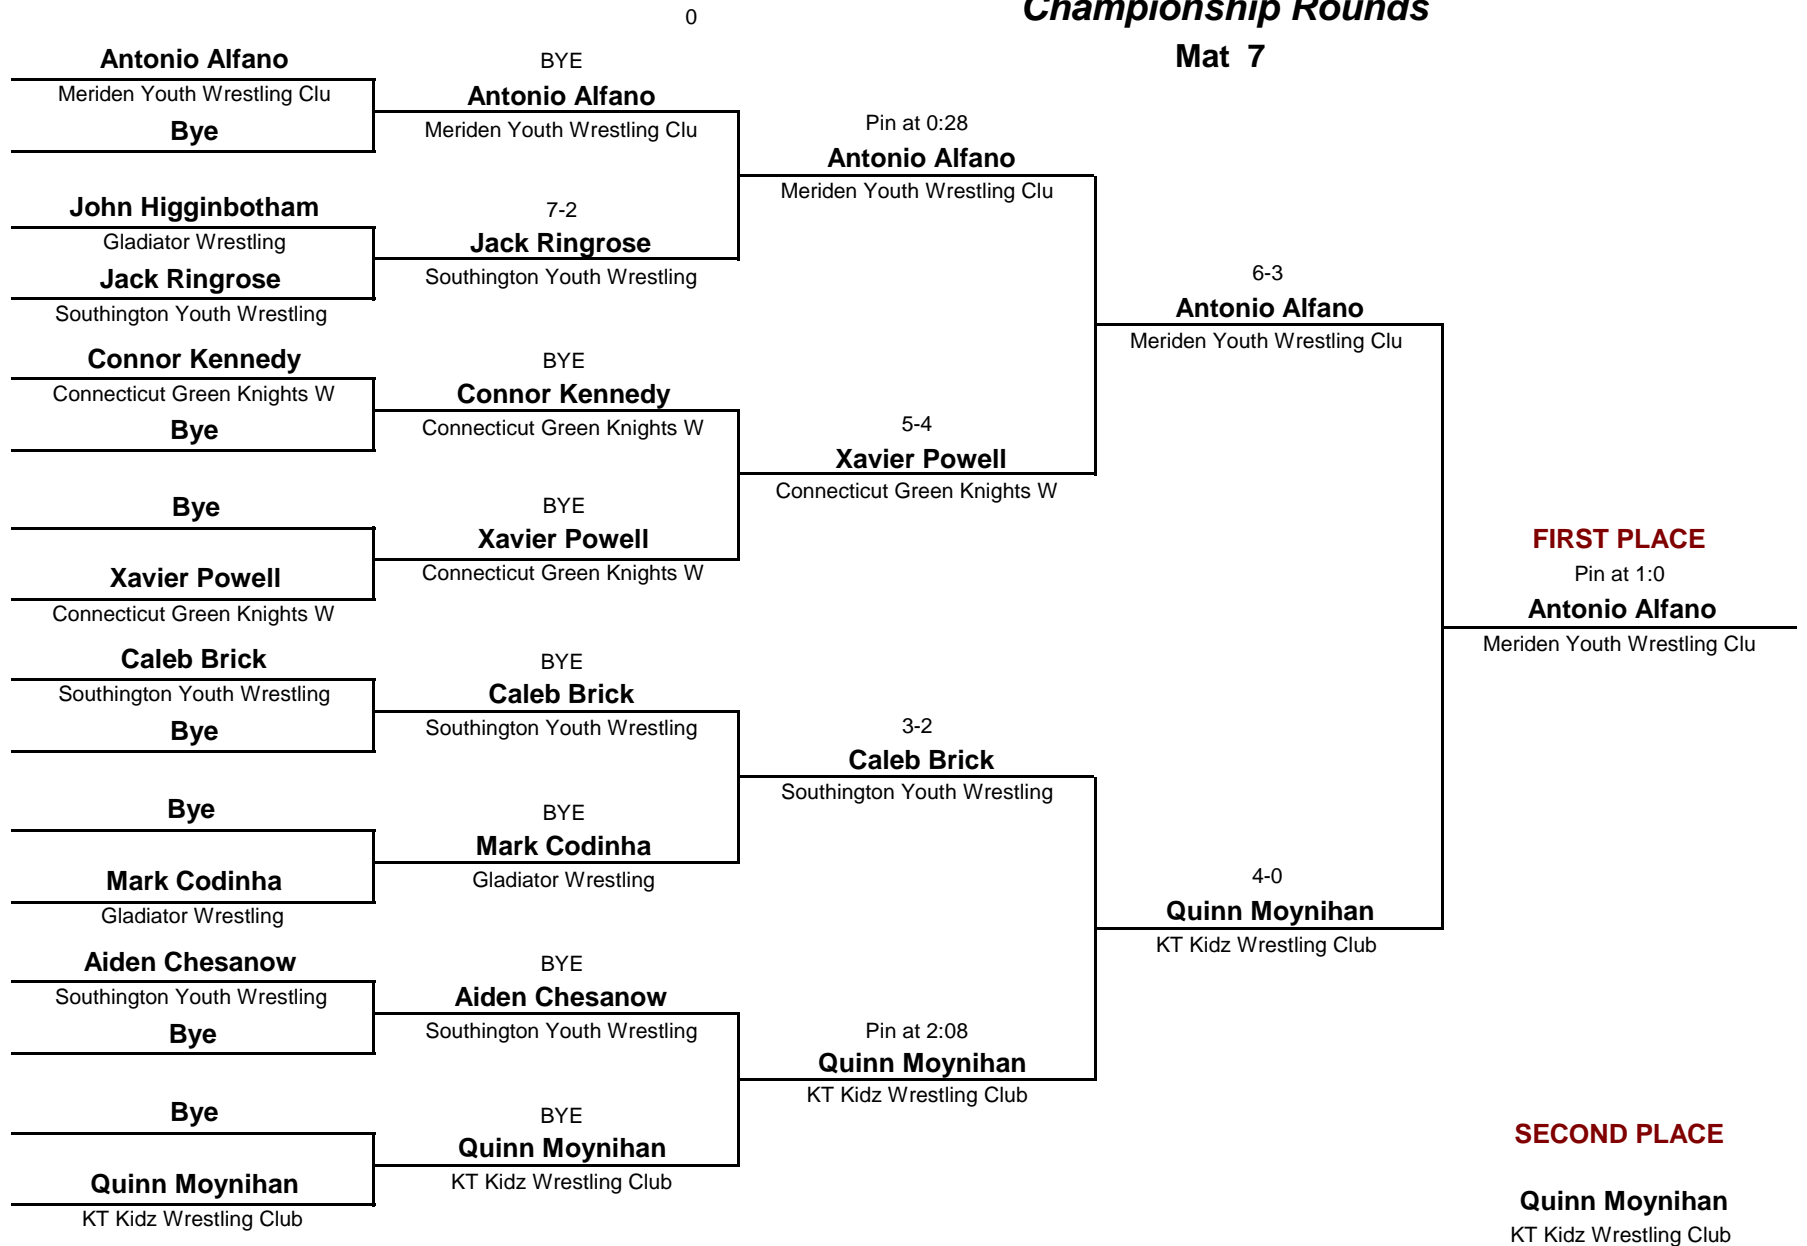 0
Championship Rounds
Mat 7
Antonio Alfano
Meriden Youth Wrestling Clu
Bye
John Higginbotham
Gladiator Wrestling
Jack Ringrose
Southington Youth Wrestling
Connor Kennedy
Connecticut Green Knights W
Bye
Bye
Xavier Powell
Connecticut Green Knights W
Caleb Brick
Southington Youth Wrestling
Bye
Bye
Mark Codinha
Gladiator Wrestling
Aiden Chesanow
Southington Youth Wrestling
Bye
Bye
Quinn Moynihan
KT Kidz Wrestling Club
BYE
Antonio Alfano
Meriden Youth Wrestling Clu
7-2
Jack Ringrose
Southington Youth Wrestling
BYE
Connor Kennedy
Connecticut Green Knights W
BYE
Xavier Powell
Connecticut Green Knights W
BYE
Caleb Brick
Southington Youth Wrestling
BYE
Mark Codinha
Gladiator Wrestling
BYE
Aiden Chesanow
Southington Youth Wrestling
BYE
Quinn Moynihan
KT Kidz Wrestling Club
Pin at 0:28
Antonio Alfano
Meriden Youth Wrestling Clu
5-4
Xavier Powell
Connecticut Green Knights W
3-2
Caleb Brick
Southington Youth Wrestling
Pin at 2:08
Quinn Moynihan
KT Kidz Wrestling Club
6-3
Antonio Alfano
Meriden Youth Wrestling Clu
4-0
Quinn Moynihan
KT Kidz Wrestling Club
FIRST PLACE
Pin at 1:0
Antonio Alfano
Meriden Youth Wrestling Clu
SECOND PLACE
Quinn Moynihan
KT Kidz Wrestling Club